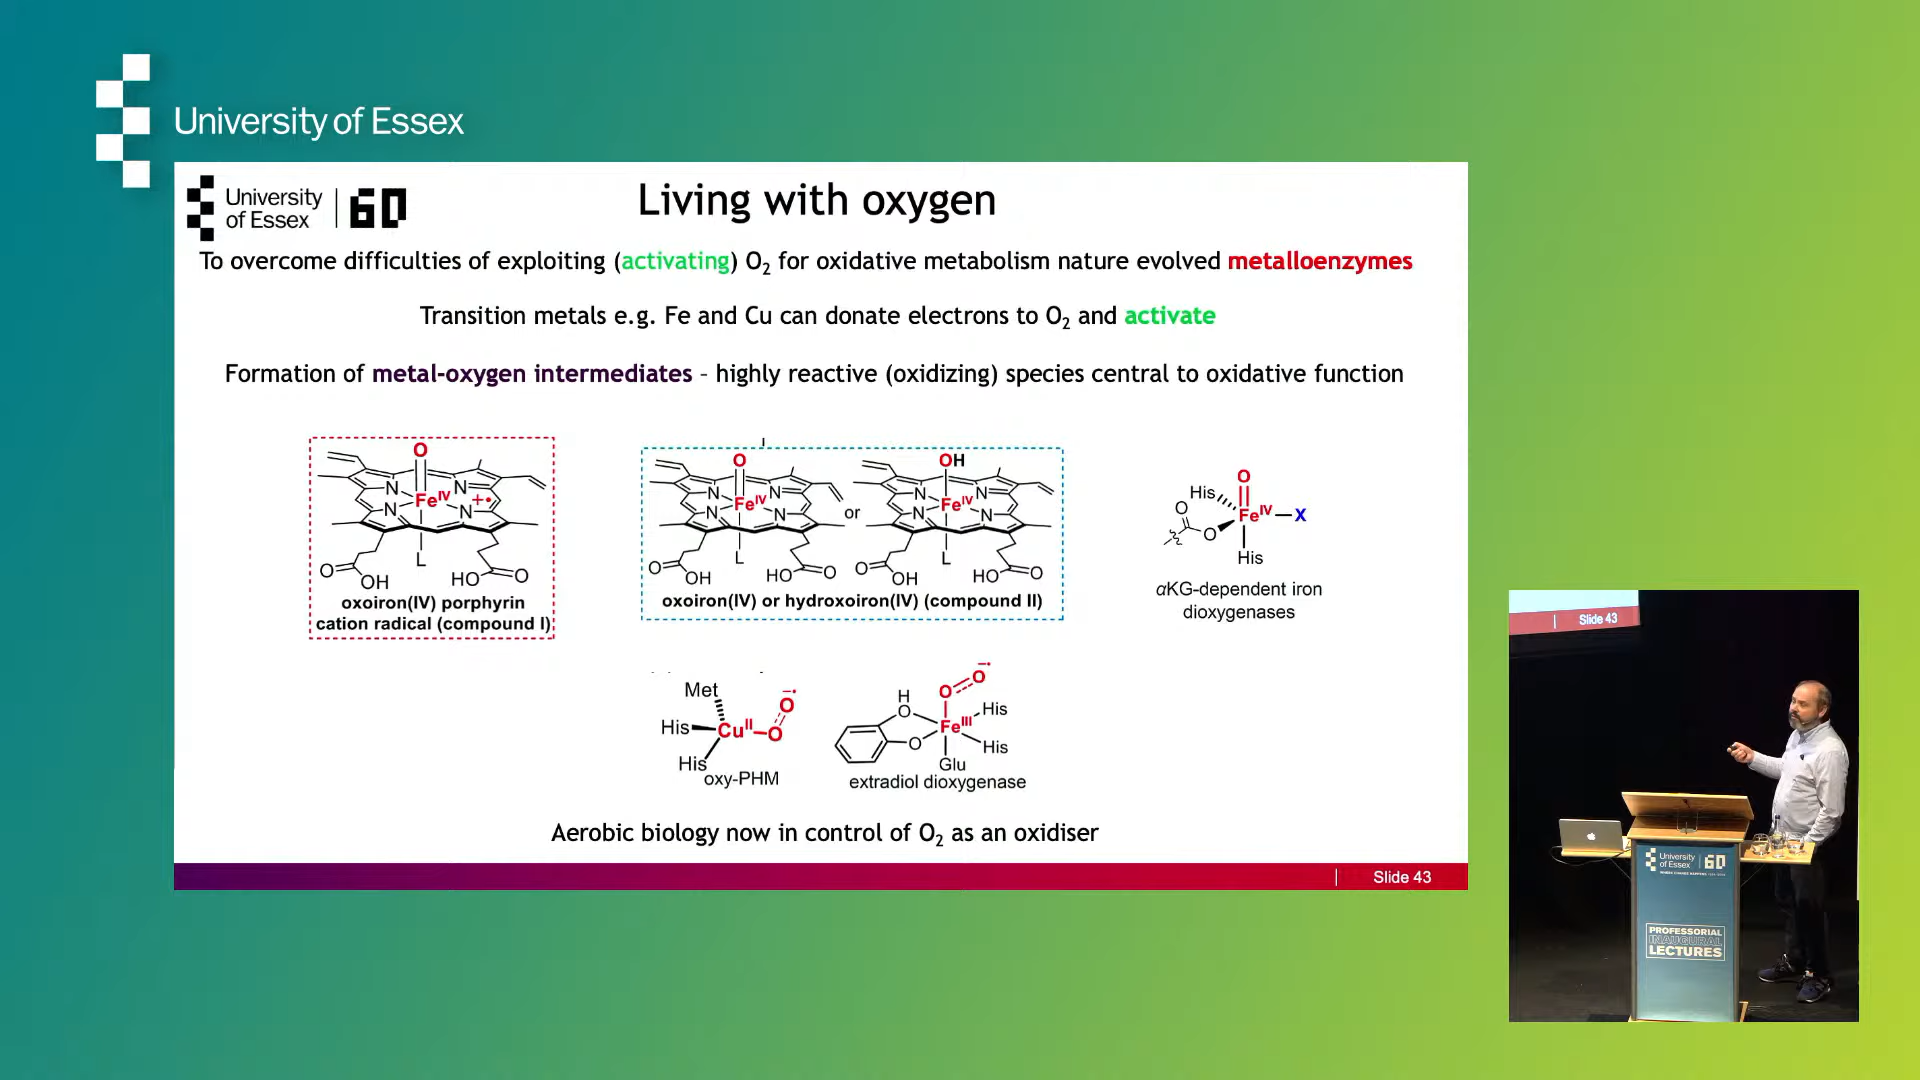 University of Essex
University
of Essex
60
Living with oxygen
To overcome difficulties of exploiting (activating) O2 for oxidative metabolism nature evolved metalloenzymes
Transition metals e.g. Fe and Cu can donate electrons to O2 and activate
Formation of metal-oxygen intermediates – highly reactive (oxidizing) species central to oxidative function
O
N N
FeIV +•
N N
L
O OH HO O
oxoiron(IV) porphyrin
cation radical (compound I)
O
N N
FeIV
N N
L
O OH HO O
or
OH
N N
FeIV
N N
L
O OH HO O
oxoiron(IV) or hydroxoiron(IV) (compound II)
O
His
O
FeIV X
O
His
αKG-dependent iron
dioxygenases
Met
O −•
His CuII O
His
oxy-PHM
O O −•
H
O His
FeIII
O His
Glu
extradiol dioxygenase
Aerobic biology now in control of O2 as an oxidiser
Slide 43
Slide 43
University
of Essex
60
PROFESSORIAL
INAUGURAL
LECTURES